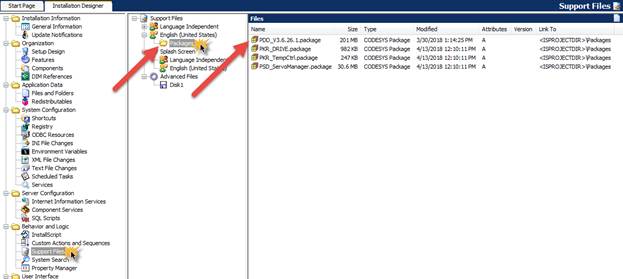 Start Page
Installation Designer
Support Files
Installation Information
General Information
Update Notifications
Organization
Setup Design
Features
Components
DIM References
Application Data
Files and Folders
Redistributables
System Configuration
Shortcuts
Registry
ODBC Resources
INI File Changes
Environment Variables
XML File Changes
Text File Changes
Scheduled Tasks
Services
Server Configuration
Internet Information Services
Component Services
SQL Scripts
Behavior and Logic
InstallScript
Custom Actions and Sequences
Support Files
System Search
Property Manager
User Interface
Support Files
Language Independent
English (United States)
Packages
Splash Screen
Language Independent
English (United States)
Advanced Files
Disk1
Files
Name Size Type Modified Attributes Version Link To
PDD_V3.6.26.1.package 201 MB CODESYS Package 3/30/2018 1:14:25 PM A <ISPROJECTDIR>\Packages
PKR_DRIVE.package 982 KB CODESYS Package 4/13/2018 12:10:11 PM A <ISPROJECTDIR>\Packages
PKR_TempCtrl.package 247 KB CODESYS Package 4/13/2018 12:10:11 PM A <ISPROJECTDIR>\Packages
PSD_ServoManager.package 30.6 MB CODESYS Package 4/13/2018 12:10:11 PM A <ISPROJECTDIR>\Packages